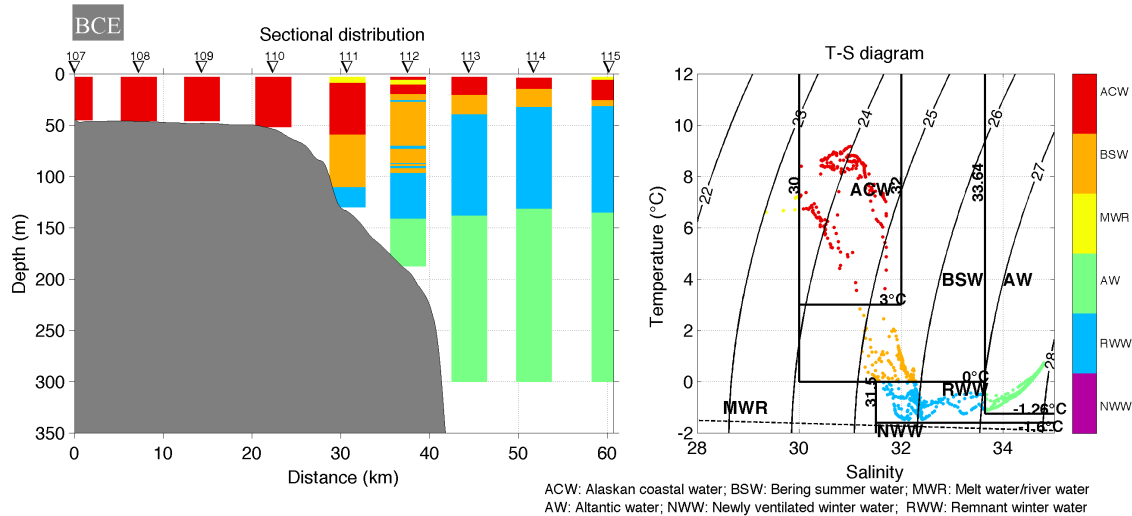 BCE
Sectional distribution
107 108 109 110 111 112 113 114 115
0
50
100
150
200
250
300
350
Depth (m)
0 10 20 30 40 50 60
Distance (km)
T-S diagram
12
10
8
6
4
2
0
-2
Temperature (°C)
22 23 24 25 26 27 28
30 32 33.64
ACW
BSW AW
3°C
0°C
31.5
RWW
MWR
-1.26°C
-1.6°C
NWW
28 30 32 34
Salinity
ACW
BSW
MWR
AW
RWW
NWW
ACW: Alaskan coastal water; BSW: Bering summer water; MWR: Melt water/river water
AW: Altantic water; NWW: Newly ventilated winter water; RWW: Remnant winter water